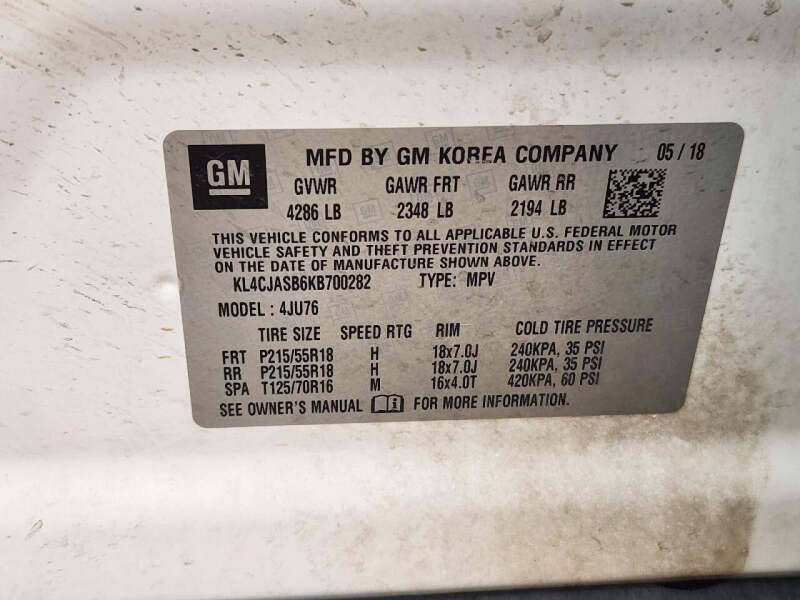 GM MFD BY GM KOREA COMPANY 05 / 18
GVWR GAWR FRT GAWR RR
4286 LB 2348 LB 2194 LB
THIS VEHICLE CONFORMS TO ALL APPLICABLE U.S. FEDERAL MOTOR
VEHICLE SAFETY AND THEFT PREVENTION STANDARDS IN EFFECT
ON THE DATE OF MANUFACTURE SHOWN ABOVE.
KL4CJASB6KB700282 TYPE: MPV
MODEL : 4JU76
TIRE SIZE SPEED RTG RIM COLD TIRE PRESSURE
FRT P215/55R18 H 18x7.0J 240KPA, 35 PSI
RR P215/55R18 H 18x7.0J 240KPA, 35 PSI
SPA T125/70R16 M 16x4.0T 420KPA, 60 PSI
SEE OWNER'S MANUAL FOR MORE INFORMATION.